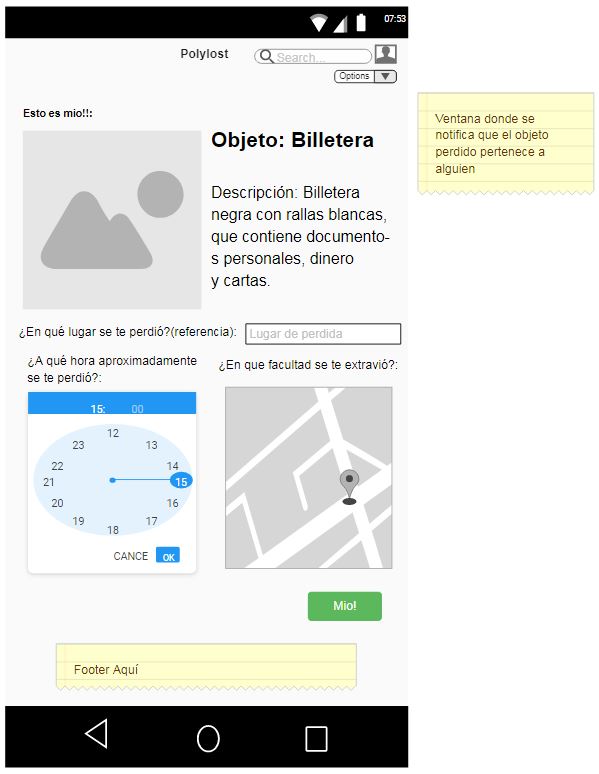 07:53
Polylost
Search...
Options
Esto es mio!!:
Objeto: Billetera
Descripción: Billetera
negra con rallas blancas,
que contiene documento-
s personales, dinero
y cartas.
¿En qué lugar se te perdió?(referencia):
Lugar de perdida
¿A qué hora aproximadamente
se te perdió?:
¿En que facultad se te extravió?:
15: 00
12
23 13
22 14
21 15
20 16
19 17
18
CANCE OK
Mio!
Footer Aquí
Ventana donde se
notifica que el objeto
perdido pertenece a
alguien